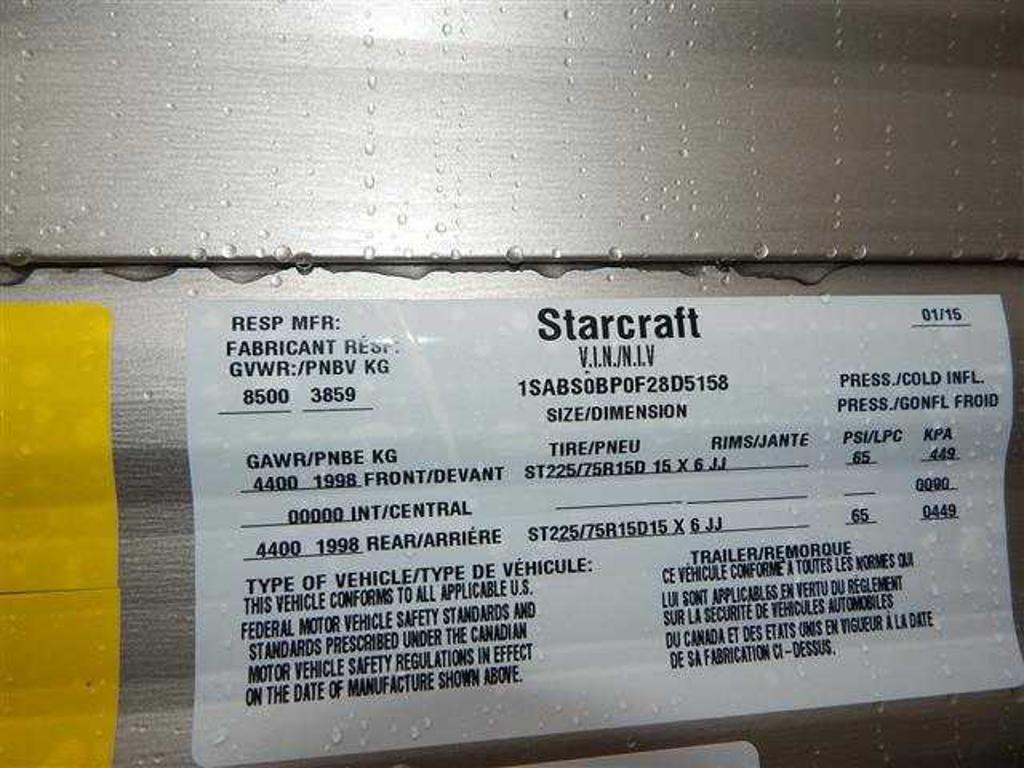 RESP MFR:
Starcraft
01/15
FABRICANT RÉSP:
V.I.N./N.I.V
GVWR:/PNBV KG
1SABS0BP0F28D5158
8500 3859
SIZE/DIMENSION
PRESS./COLD INFL.
PRESS./GONFL FROID
GAWR/PNBE KG
TIRE/PNEU RIMS/JANTE PSI/LPC KPA
4400 1998 FRONT/DEVANT ST225/75R15D 15 X 6 JJ 65 449
00000 INT/CENTRAL 0000
4400 1998 REAR/ARRIÉRE ST225/75R15D15 X 6 JJ 65 0449
TYPE OF VEHICLE/TYPE DE VÉHICULE: TRAILER/REMORQUE
THIS VEHICLE CONFORMS TO ALL APPLICABLE U.S.
FEDERAL MOTOR VEHICLE SAFETY STANDARDS AND
STANDARDS PRESCRIBED UNDER THE CANADIAN
MOTOR VEHICLE SAFETY REGULATIONS IN EFFECT
ON THE DATE OF MANUFACTURE SHOWN ABOVE.
CE VÉHICULE CONFORME A TOUTES LES NORMES QUI
LUI SONT APPLICABLES EN VERTU DU REGLEMENT
SUR LA SÉCURITÉ DE VEHICULES AUTOMOBILES
DU CANADA ET DES ETATS UNIS EN VIGUEUR A LA DATE
DE SA FABRICATION CI-DESSUS.